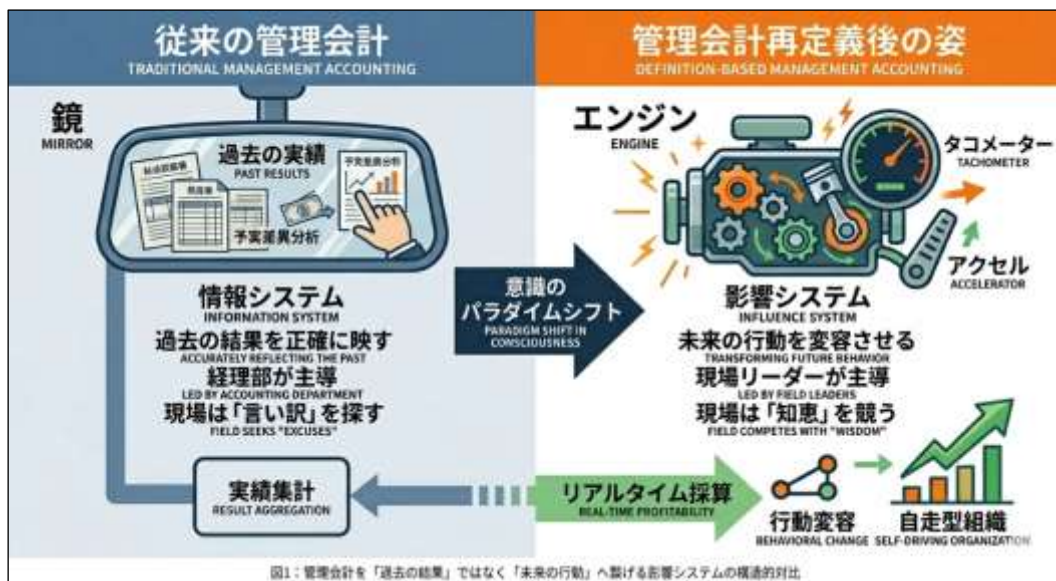 従来の管理会計
TRADITIONAL MANAGEMENT ACCOUNTING
管理会計再定義後の姿
DEFINITION-BASED MANAGEMENT ACCOUNTING
鏡
MIRROR
過去の実績
PAST RESULTS
予実差異分析
予実差異分析
エンジン
ENGINE
タコメーター
TACHOMETER
アクセル
ACCELERATOR
情報システム
INFORMATION SYSTEM
過去の結果を正確に映す
ACCURATELY REFLECTING THE PAST
経理部が主導
LED BY ACCOUNTING DEPARTMENT
現場は「言い訳」を探す
FIELD SEEKS "EXCUSES"
意識の
パラダイムシフト
PARADIGM SHIFT IN
CONSCIOUSNESS
影響システム
INFLUENCE SYSTEM
未来の行動を変容させる
TRANSFORMING FUTURE BEHAVIOR
現場リーダーが主導
LED BY FIELD LEADERS
現場は「知恵」を競う
FIELD COMPETES WITH "WISDOM"
実績集計
RESULT AGGREGATION
リアルタイム採算
REAL-TIME PROFITABILITY
行動変容
BEHAVIORAL CHANGE
自走型組織
SELF-DRIVING ORGANIZATION
図1：管理会計を「過去の結果」ではなく「未来の行動」へ繋げる影響システムの構造的対比